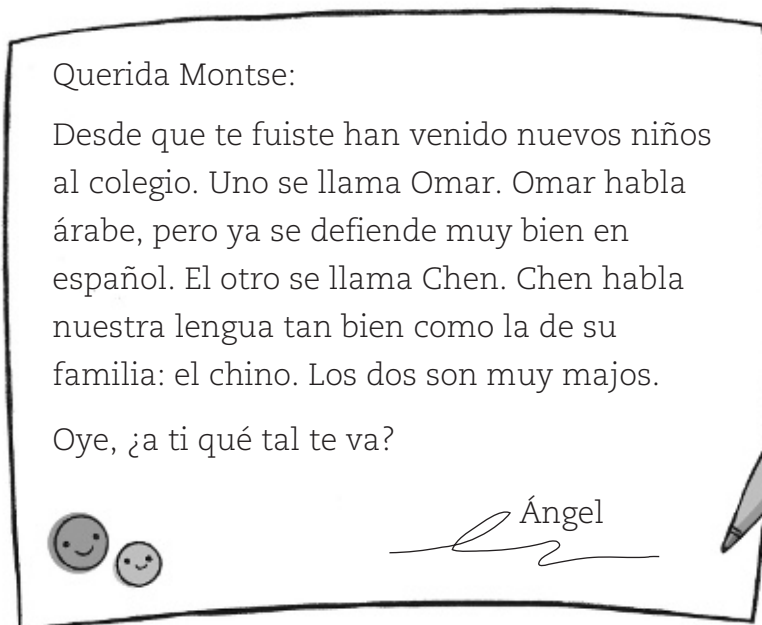 Querida Montse:
Desde que te fuiste han venido nuevos niños
al colegio. Uno se llama Omar. Omar habla
árabe, pero ya se defiende muy bien en
español. El otro se llama Chen. Chen habla
nuestra lengua tan bien como la de su
familia: el chino. Los dos son muy majos.
Oye, ¿a ti qué tal te va?
Ángel